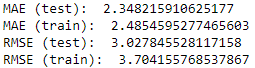 MAE (test):  2.348215910625177
MAE (train):  2.4854595277465603
RMSE (test):  3.027845528117158
RMSE (train):  3.704155768537867